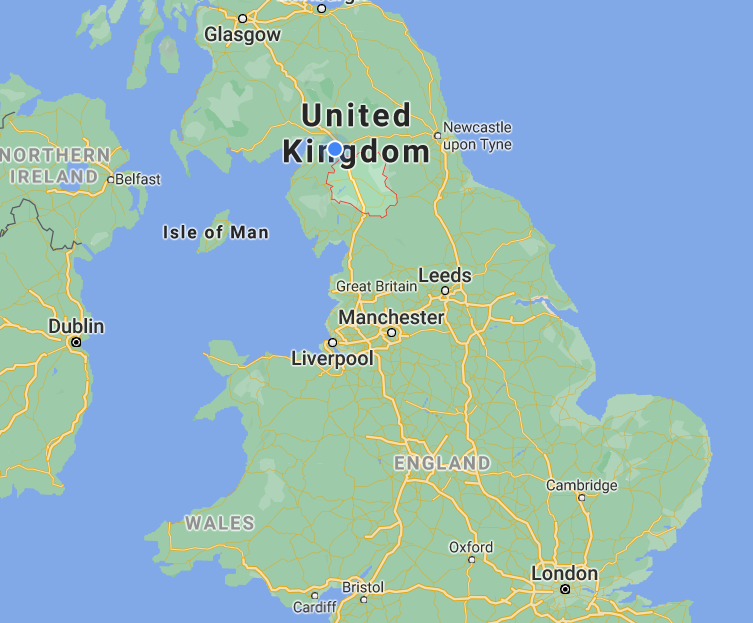 Glasgow
United
Kingdom
Newcastle
upon Tyne
NORTHERN
IRELAND
Belfast
Isle of Man
Leeds
Great Britain
Manchester
Dublin
Liverpool
ENGLAND
Cambridge
WALES
Oxford
London
Bristol
Cardiff